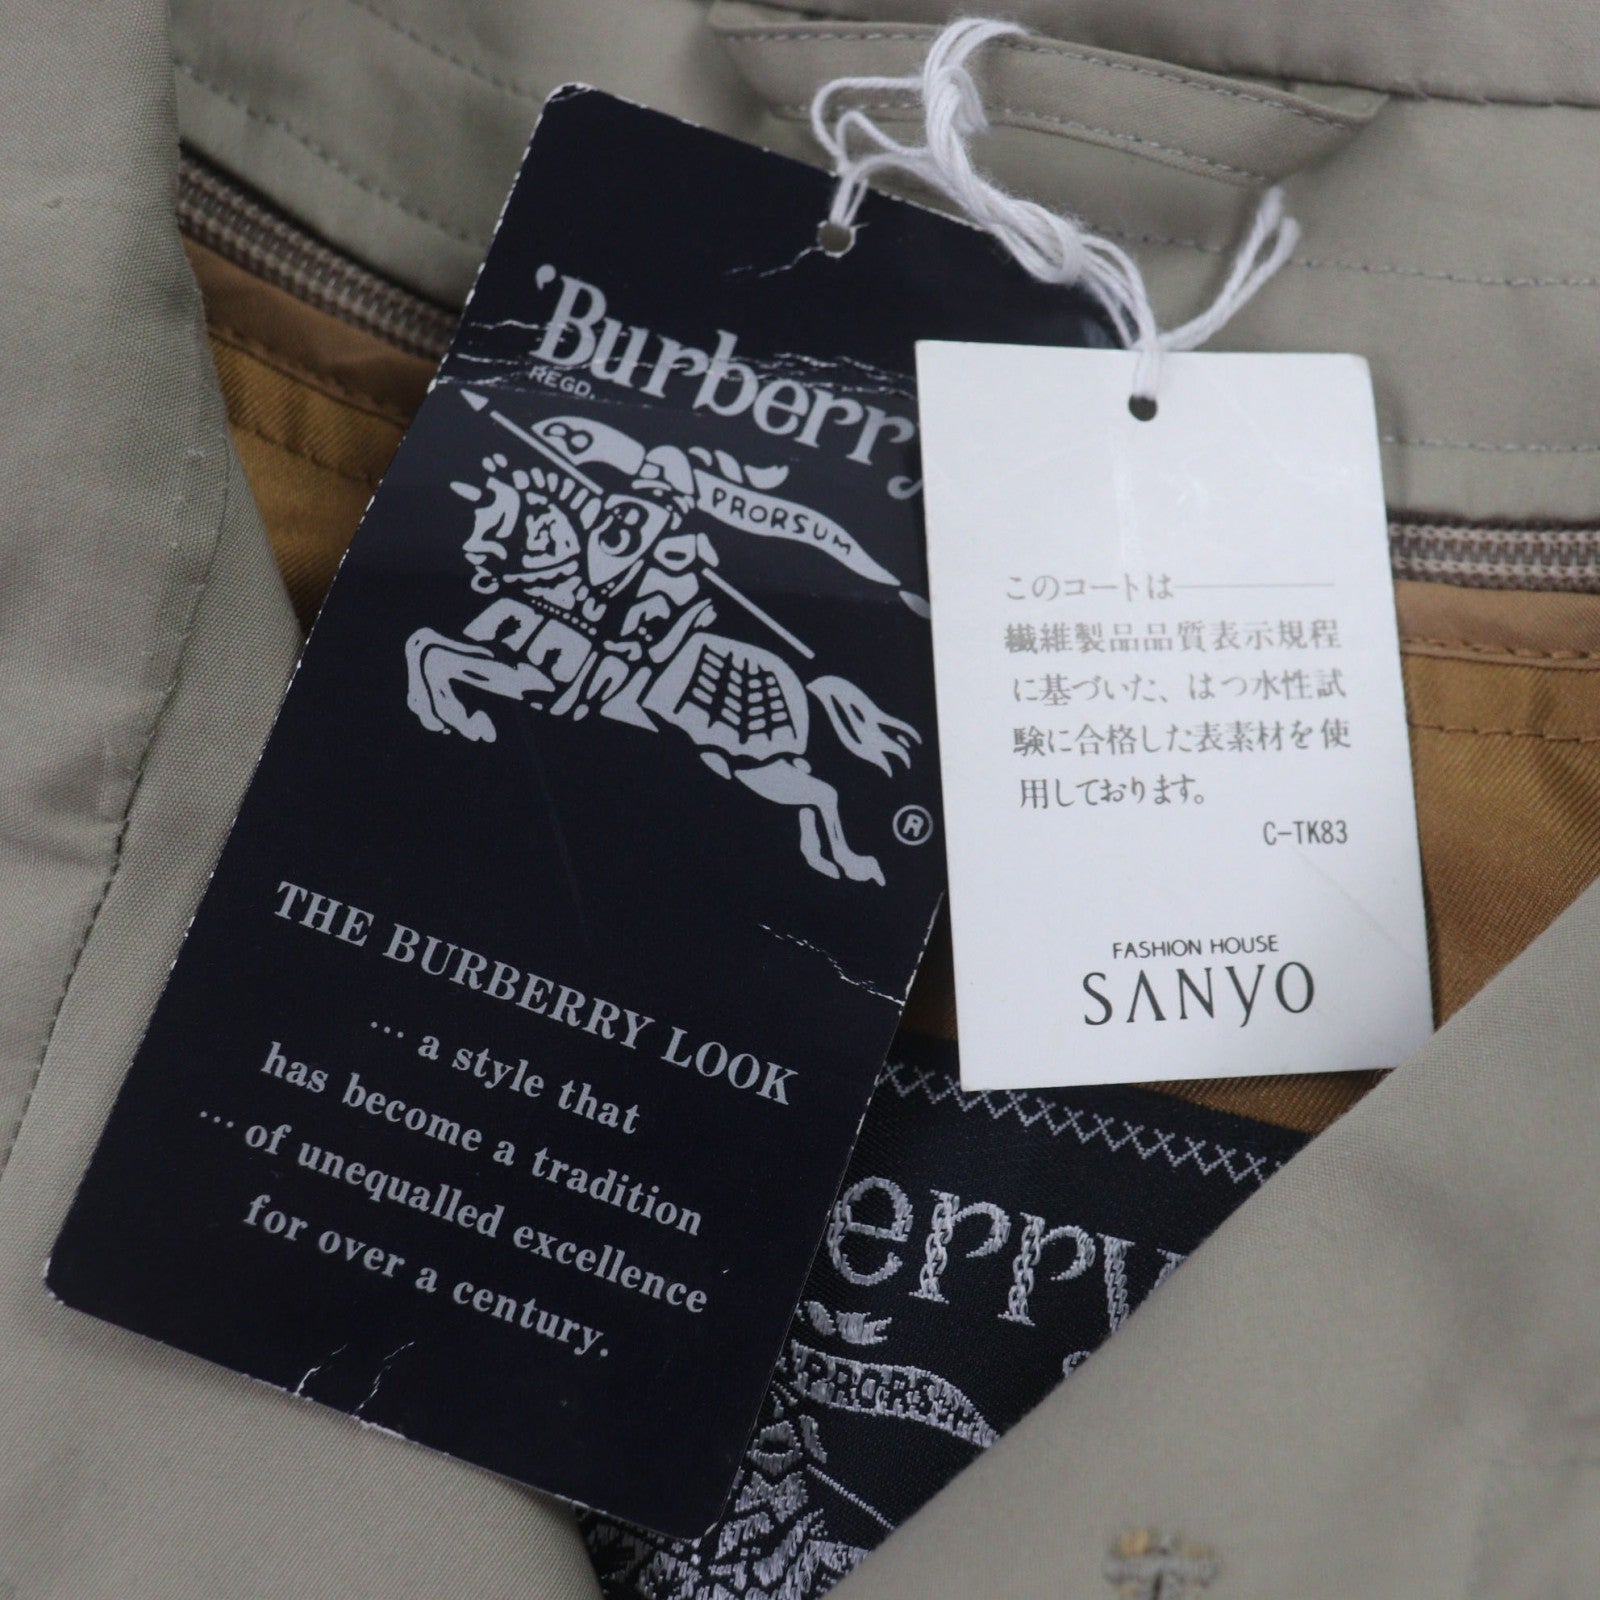 'Burberry
REGD.
PRORSUM
B
®
THE BURBERRY LOOK
... a style that
has become a tradition
... of unequalled excellence
for over a century.
このコートは
繊維製品品質表示規程
に基づいた、はつ水性試
験に合格した表素材を使
用しております。
C-TK83
FASHION HOUSE
SANYO
erry
PRORS